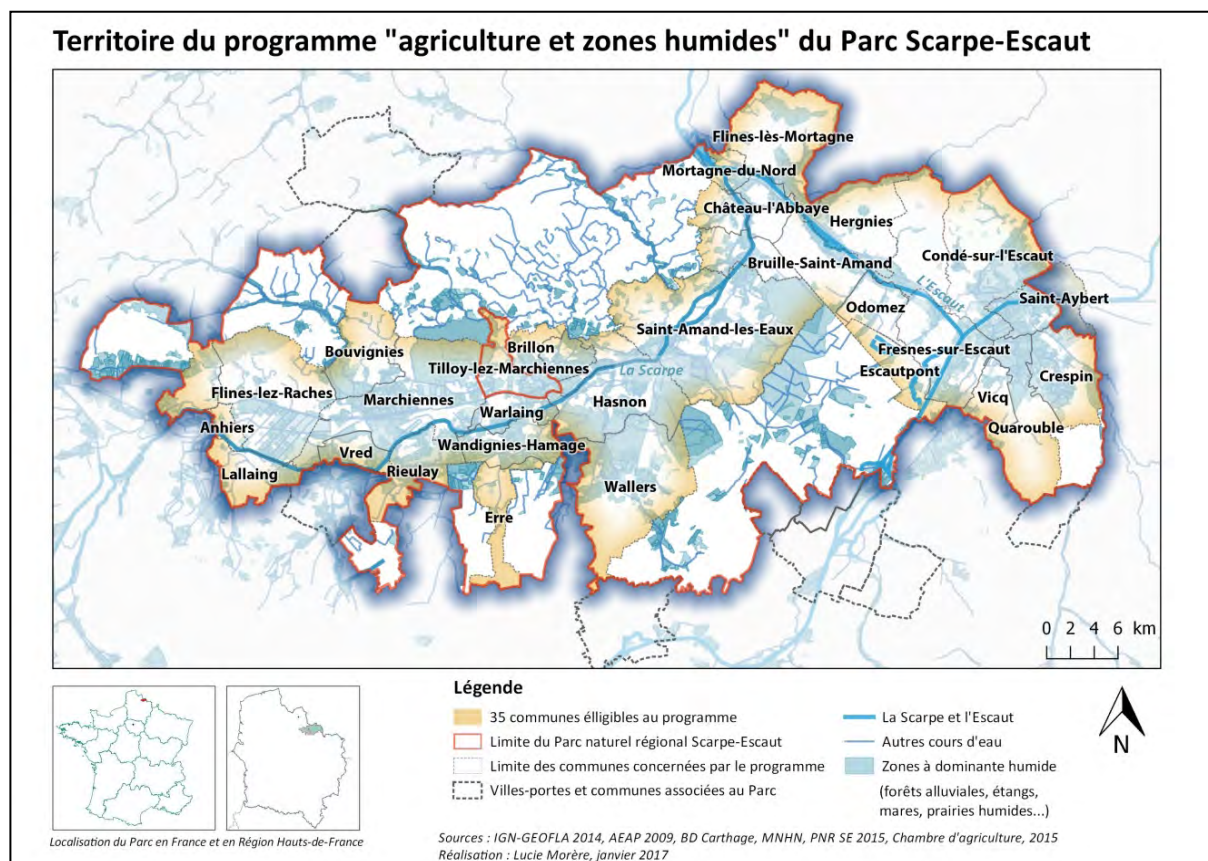 Territoire du programme "agriculture et zones humides" du Parc Scarpe-Escaut
Flines-lès-Mortagne
Mortagne-du-Nord
Château-l'Abbaye
Hergnies
Bruille-Saint-Amand
Condé-sur-l'Escaut
L'Escaut
Odomez
Saint-Aybert
Saint-Amand-les-Eaux
Brillon
Bouvignies
Fresnes-sur-Escaut
Tilloy-lez-Marchiennes
La Scarpe
Escautpont
Crespin
Flines-lez-Raches
Marchiennes
Hasnon
Vicq
Warlaing
Anhiers
Quarouble
Wandignies-Hamage
Vred
Lallaing
Rieulay
Wallers
Erre
0 2 4 6 km
Légende
35 communes élligibles au programme
Limite du Parc naturel régional Scarpe-Escaut
Limite des communes concernées par le programme
Villes-portes et communes associées au Parc
La Scarpe et l'Escaut
Autres cours d'eau
Zones à dominante humide
(forêts alluviales, étangs,
mares, prairies humides...)
N
Localisation du Parc en France et en Région Hauts-de-France
Sources : IGN-GEOFLA 2014, AEAP 2009, BD Carthage, MNHN, PNR SE 2015, Chambre d'agriculture, 2015
Réalisation : Lucie Morère, janvier 2017